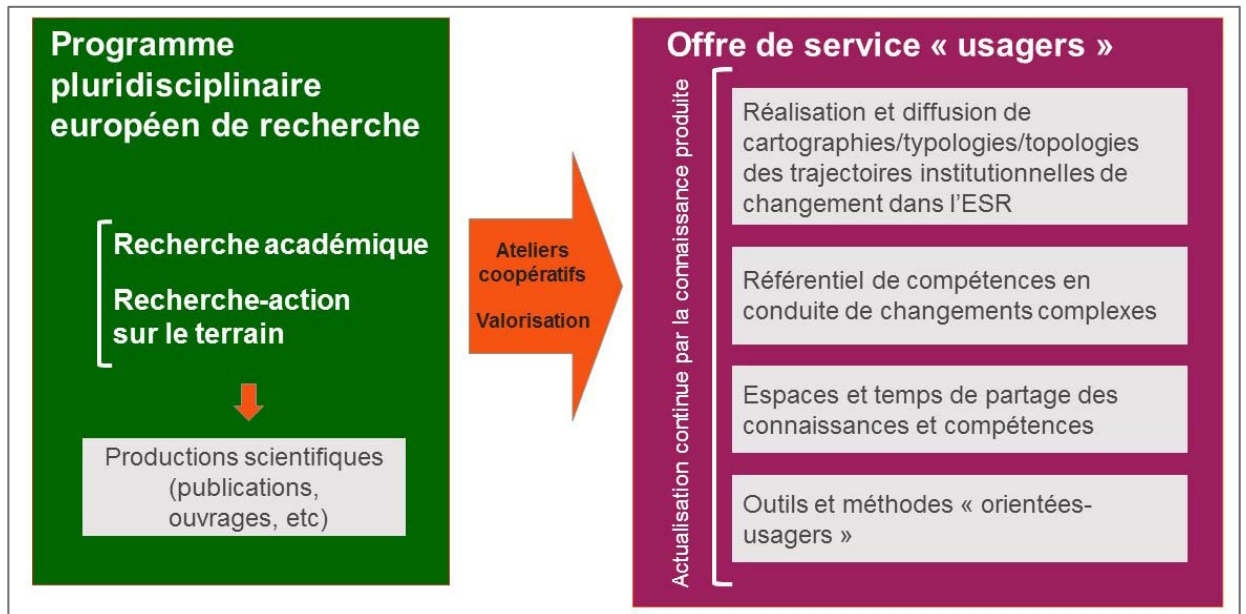 Programme
pluridisciplinaire
européen de recherche
Recherche académique
Recherche-action
sur le terrain
Productions scientifiques
(publications,
ouvrages, etc)
Ateliers
coopératifs
Valorisation
Offre de service « usagers »
Actualisation continue par la connaissance produite
Réalisation et diffusion de
cartographies/typologies/topologies
des trajectoires institutionnelles de
changement dans l’ESR
Référentiel de compétences en
conduite de changements complexes
Espaces et temps de partage des
connaissances et compétences
Outils et méthodes « orientées-
usagers »